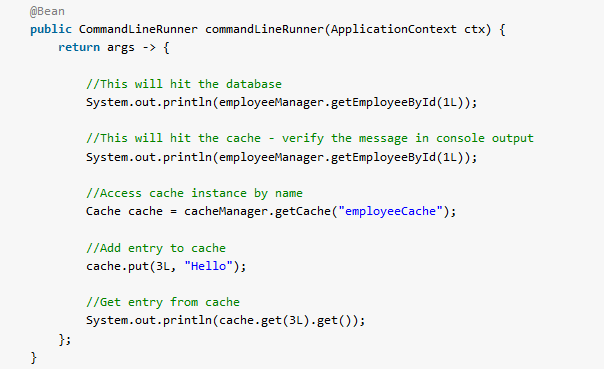 @Bean
public CommandLineRunner commandLineRunner(ApplicationContext ctx) {
    return args -> {

        //This will hit the database
        System.out.println(employeeManager.getEmployeeById(1L));

        //This will hit the cache - verify the message in console output
        System.out.println(employeeManager.getEmployeeById(1L));

        //Access cache instance by name
        Cache cache = cacheManager.getCache("employeeCache");

        //Add entry to cache
        cache.put(3L, "Hello");

        //Get entry from cache
        System.out.println(cache.get(3L).get());
    };
}